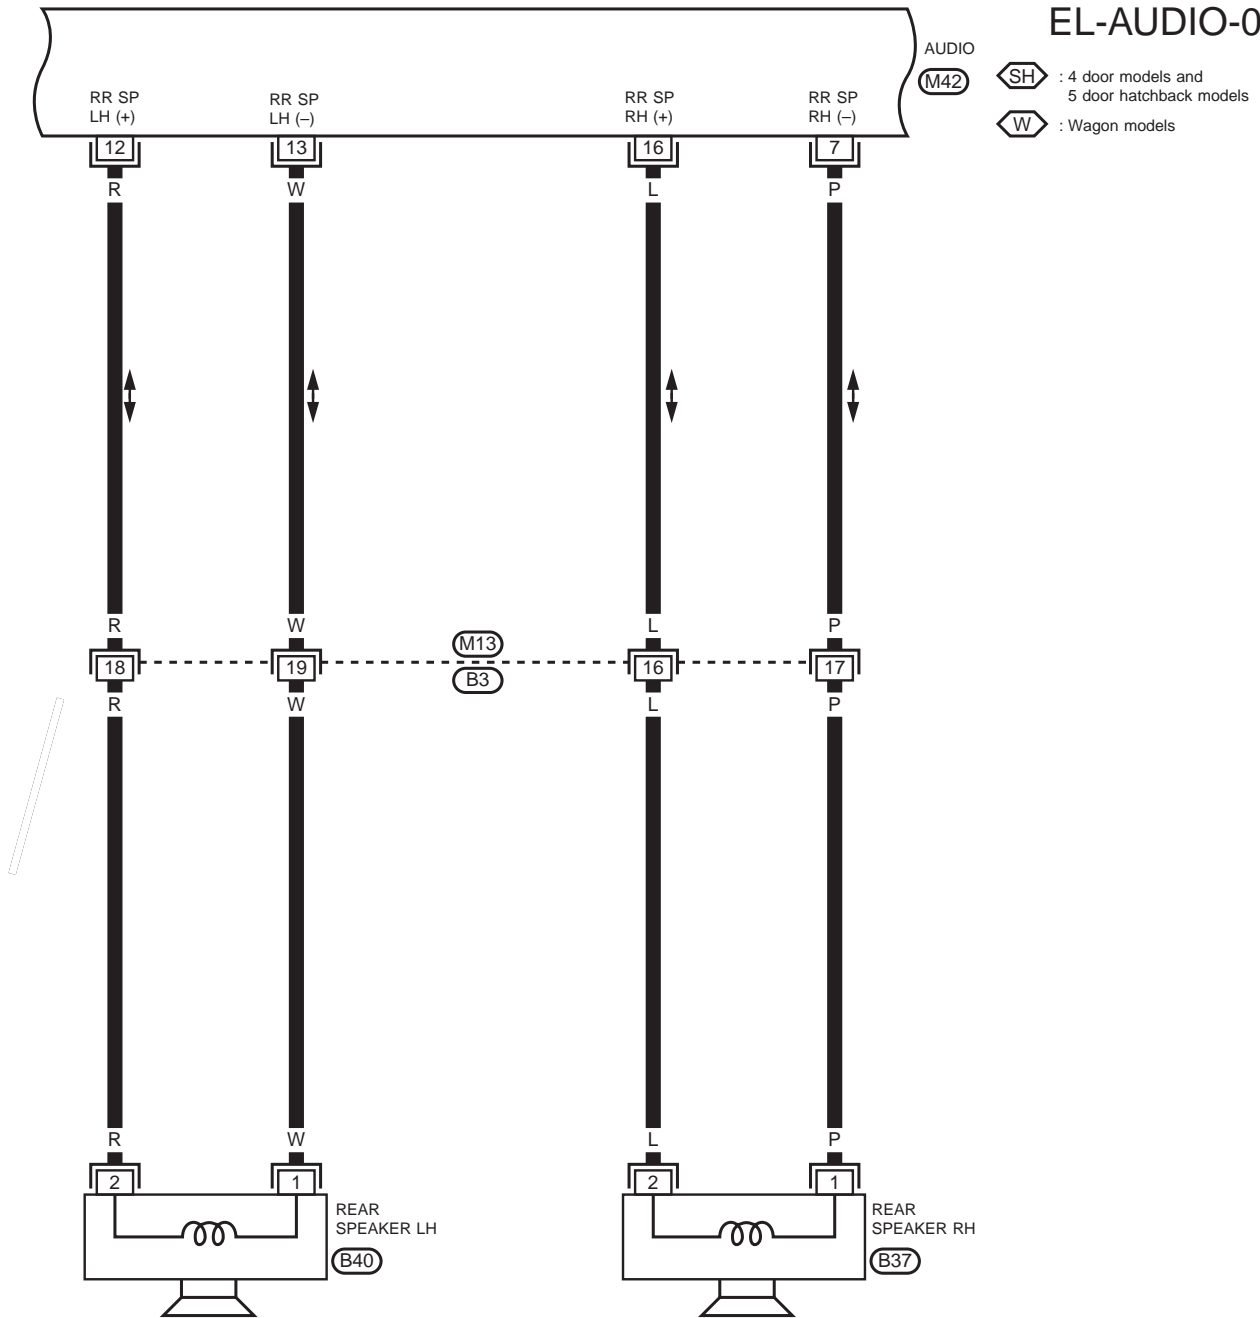 EL-AUDIO-0
AUDIO
M42
SH : 4 door models and
5 door hatchback models
W : Wagon models
RR SP RR SP RR SP RR SP
LH (+) LH (–) RH (+) RH (–)
12 13 16 7
R W L P
R W L P
M13
18 19 16 17
B3
R W L P
R W L P
2 1 2 1
REAR REAR
SPEAKER LH SPEAKER RH
B40 B37